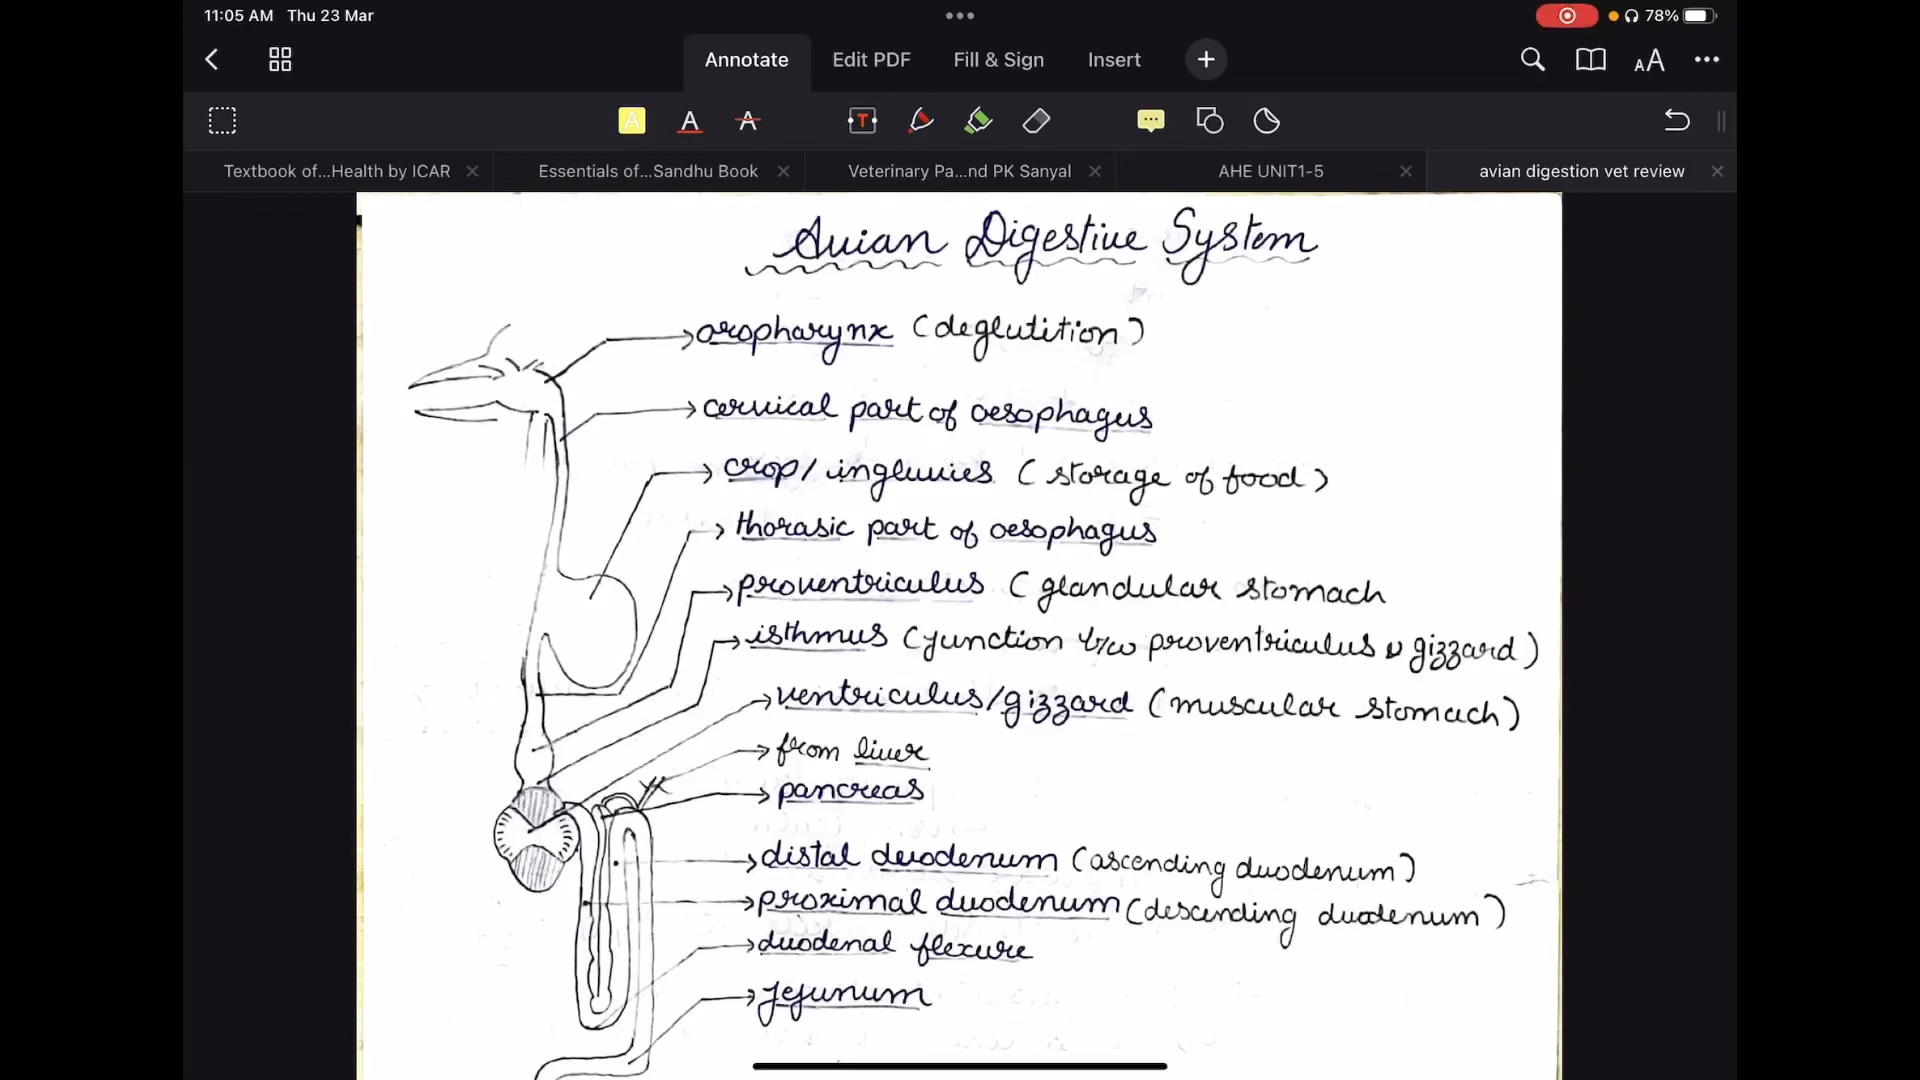 11:05 AM Thu 23 Mar
78%
Annotate Edit PDF Fill & Sign Insert
AA
A A A T
Textbook of...Health by ICAR Essentials of...Sandhu Book Veterinary Pa...nd PK Sanyal AHE UNIT1-5 avian digestion vet review
Avian Digestive System
oropharynx (deglutition)
cervical part of oesophagus
crop/ingluvies (storage of food)
thorasic part of oesophagus
proventriculus (glandular stomach
isthmus (junction b/w proventriculus & gizzard)
ventriculus/gizzard (muscular stomach)
from liver
pancreas
distal duodenum (ascending duodenum)
proximal duodenum (descending duodenum)
duodenal flexure
jejunum